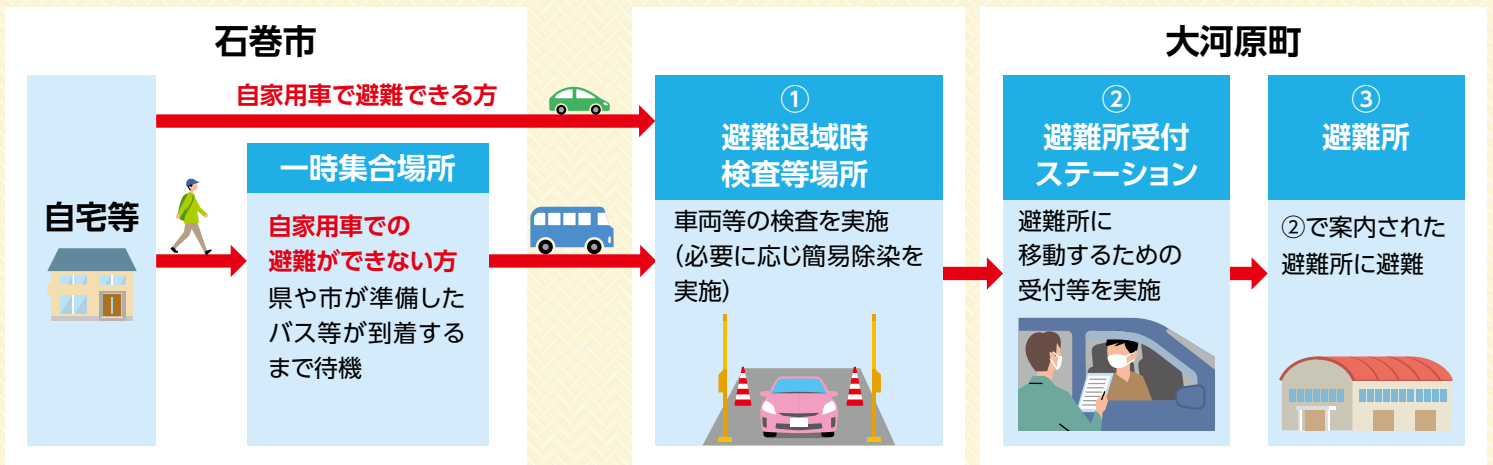 石巻市
自宅等
自家用車で避難できる方
一時集合場所
自家用車での
避難ができない方
県や市が準備した
バス等が到着する
まで待機
①
避難退域時
検査等場所
車両等の検査を実施
(必要に応じ簡易除染を
実施)
大河原町
②
避難所受付
ステーション
避難所に
移動するための
受付等を実施
③
避難所
②で案内された
避難所に避難